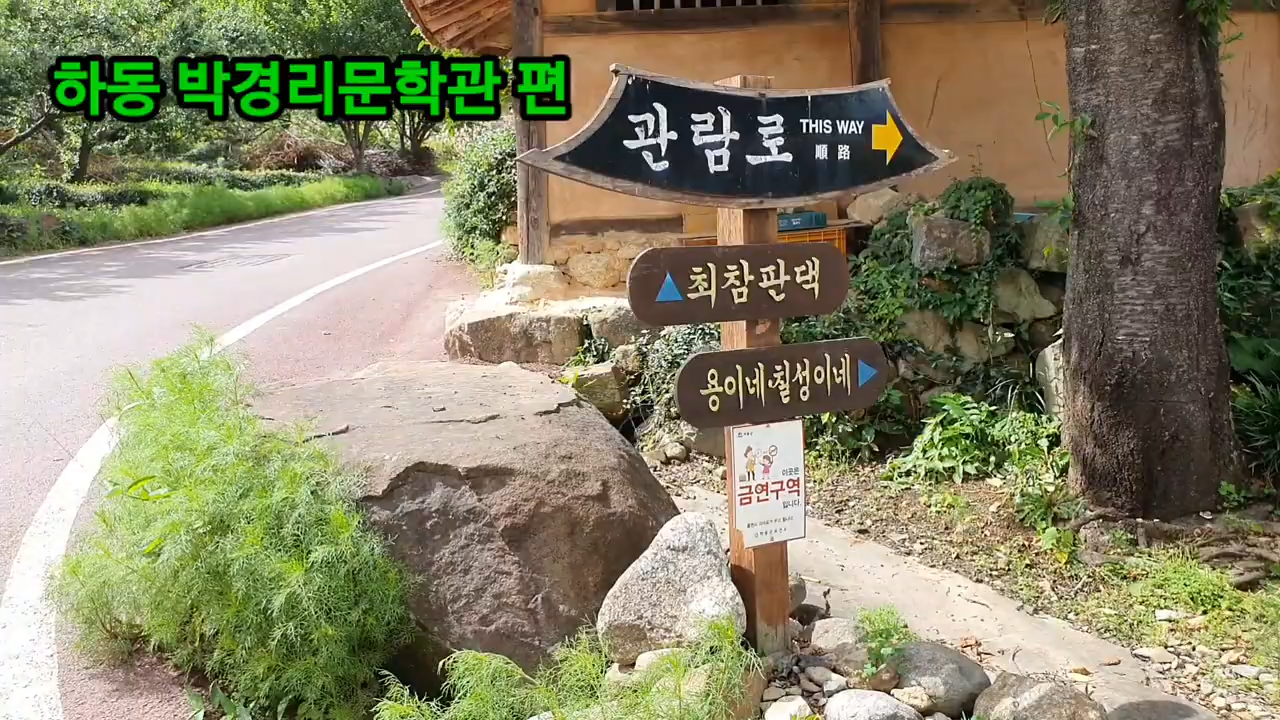 하동 박경리문학관 편
관람로
THIS WAY
順路
최참판댁
용이네·칠성이네
이곳은
금연구역
입니다.